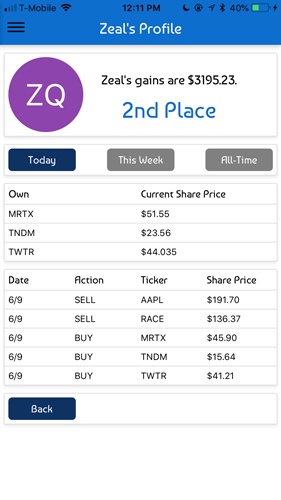 T-Mobile 12:11 PM 40%
Zeal's Profile
ZQ
Zeal's gains are $3195.23.
2nd Place
Today This Week All-Time
Own Current Share Price
MRTX $51.55
TNDM $23.56
TWTR $44.035
Date Action Ticker Share Price
6/9 SELL AAPL $191.70
6/9 SELL RACE $136.37
6/9 BUY MRTX $45.90
6/9 BUY TNDM $15.64
6/9 BUY TWTR $41.21
Back